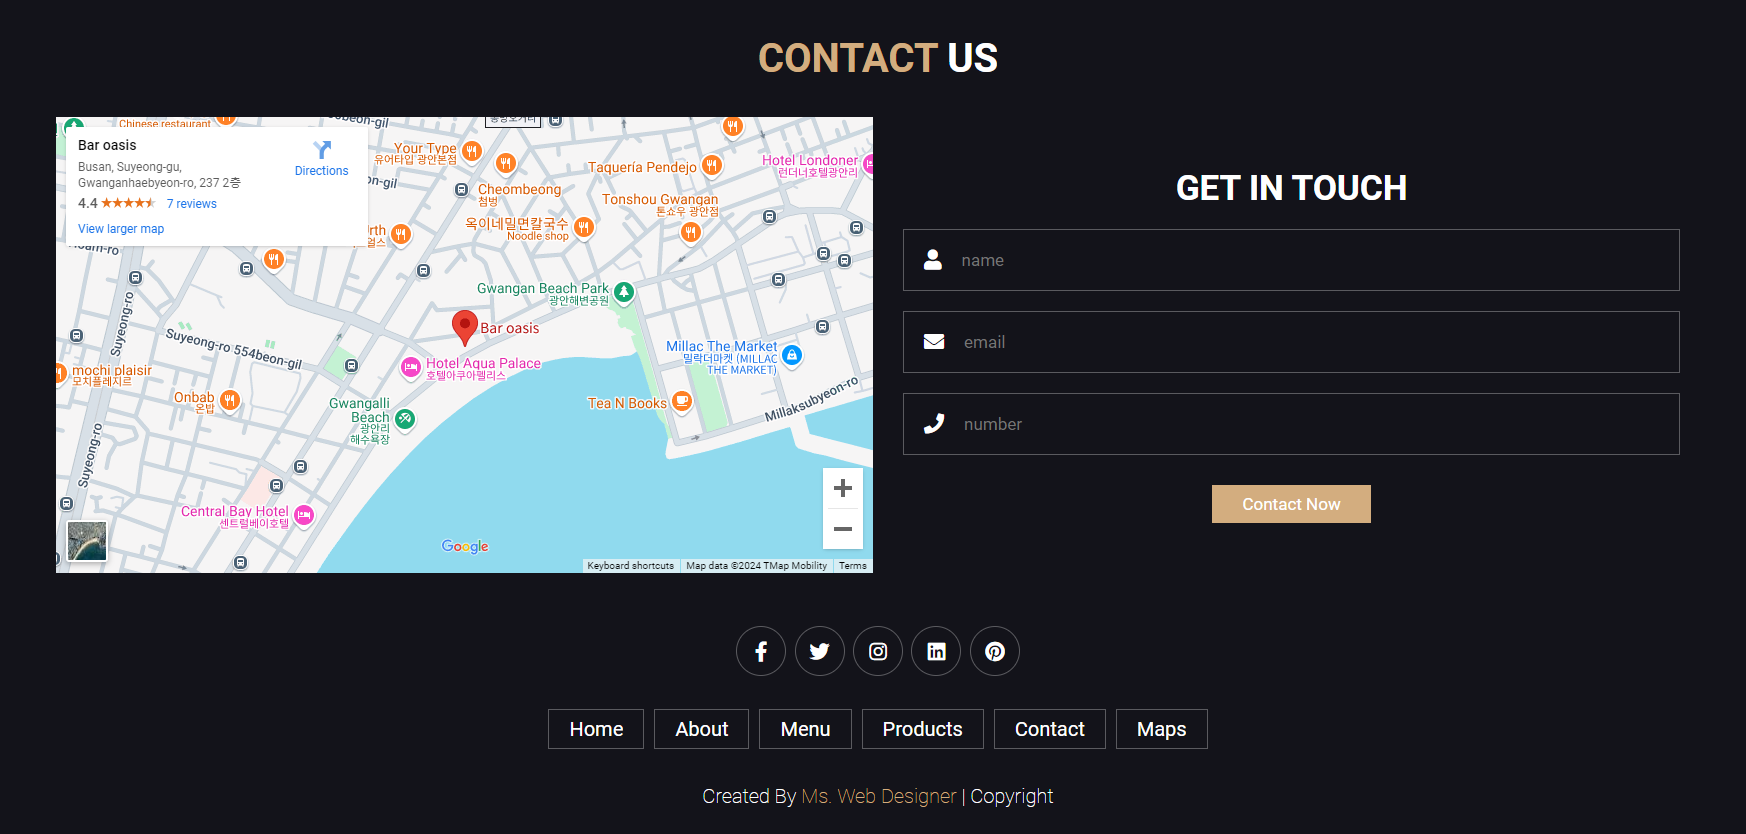 CONTACT US
Chinese restaurant
Bar oasis
Busan, Suyeong-gu,
Gwanganhaebyeon-ro, 237 2층
4.4
7 reviews
View larger map
Directions
Your Type
유어타입 광안본점
Cheombeong
첨벙
옥이네밀면칼국수
Noodle shop
Taquería Pendejo
Hotel Londoner
런더너호텔광안리
Tonshou Gwangan
톤쇼우 광안점
Gwangan Beach Park
광안해변공원
Bar oasis
Hotel Aqua Palace
호텔아쿠아펠리스
Millac The Market
밀락더마켓 (MILLAC
THE MARKET)
Suyeong-ro
Suyeong-ro 554beon-gil
mochi plaisir
모치플레지르
Onbab
온밥
Gwangalli
Beach
광안리
해수욕장
Tea N Books
Millaksubyeon-ro
Suyeong-ro
Central Bay Hotel
센트럴베이호텔
Google
Keyboard shortcuts
Map data ©2024 TMap Mobility
Terms
GET IN TOUCH
name
email
number
Contact Now
Home
About
Menu
Products
Contact
Maps
Created By Ms. Web Designer | Copyright